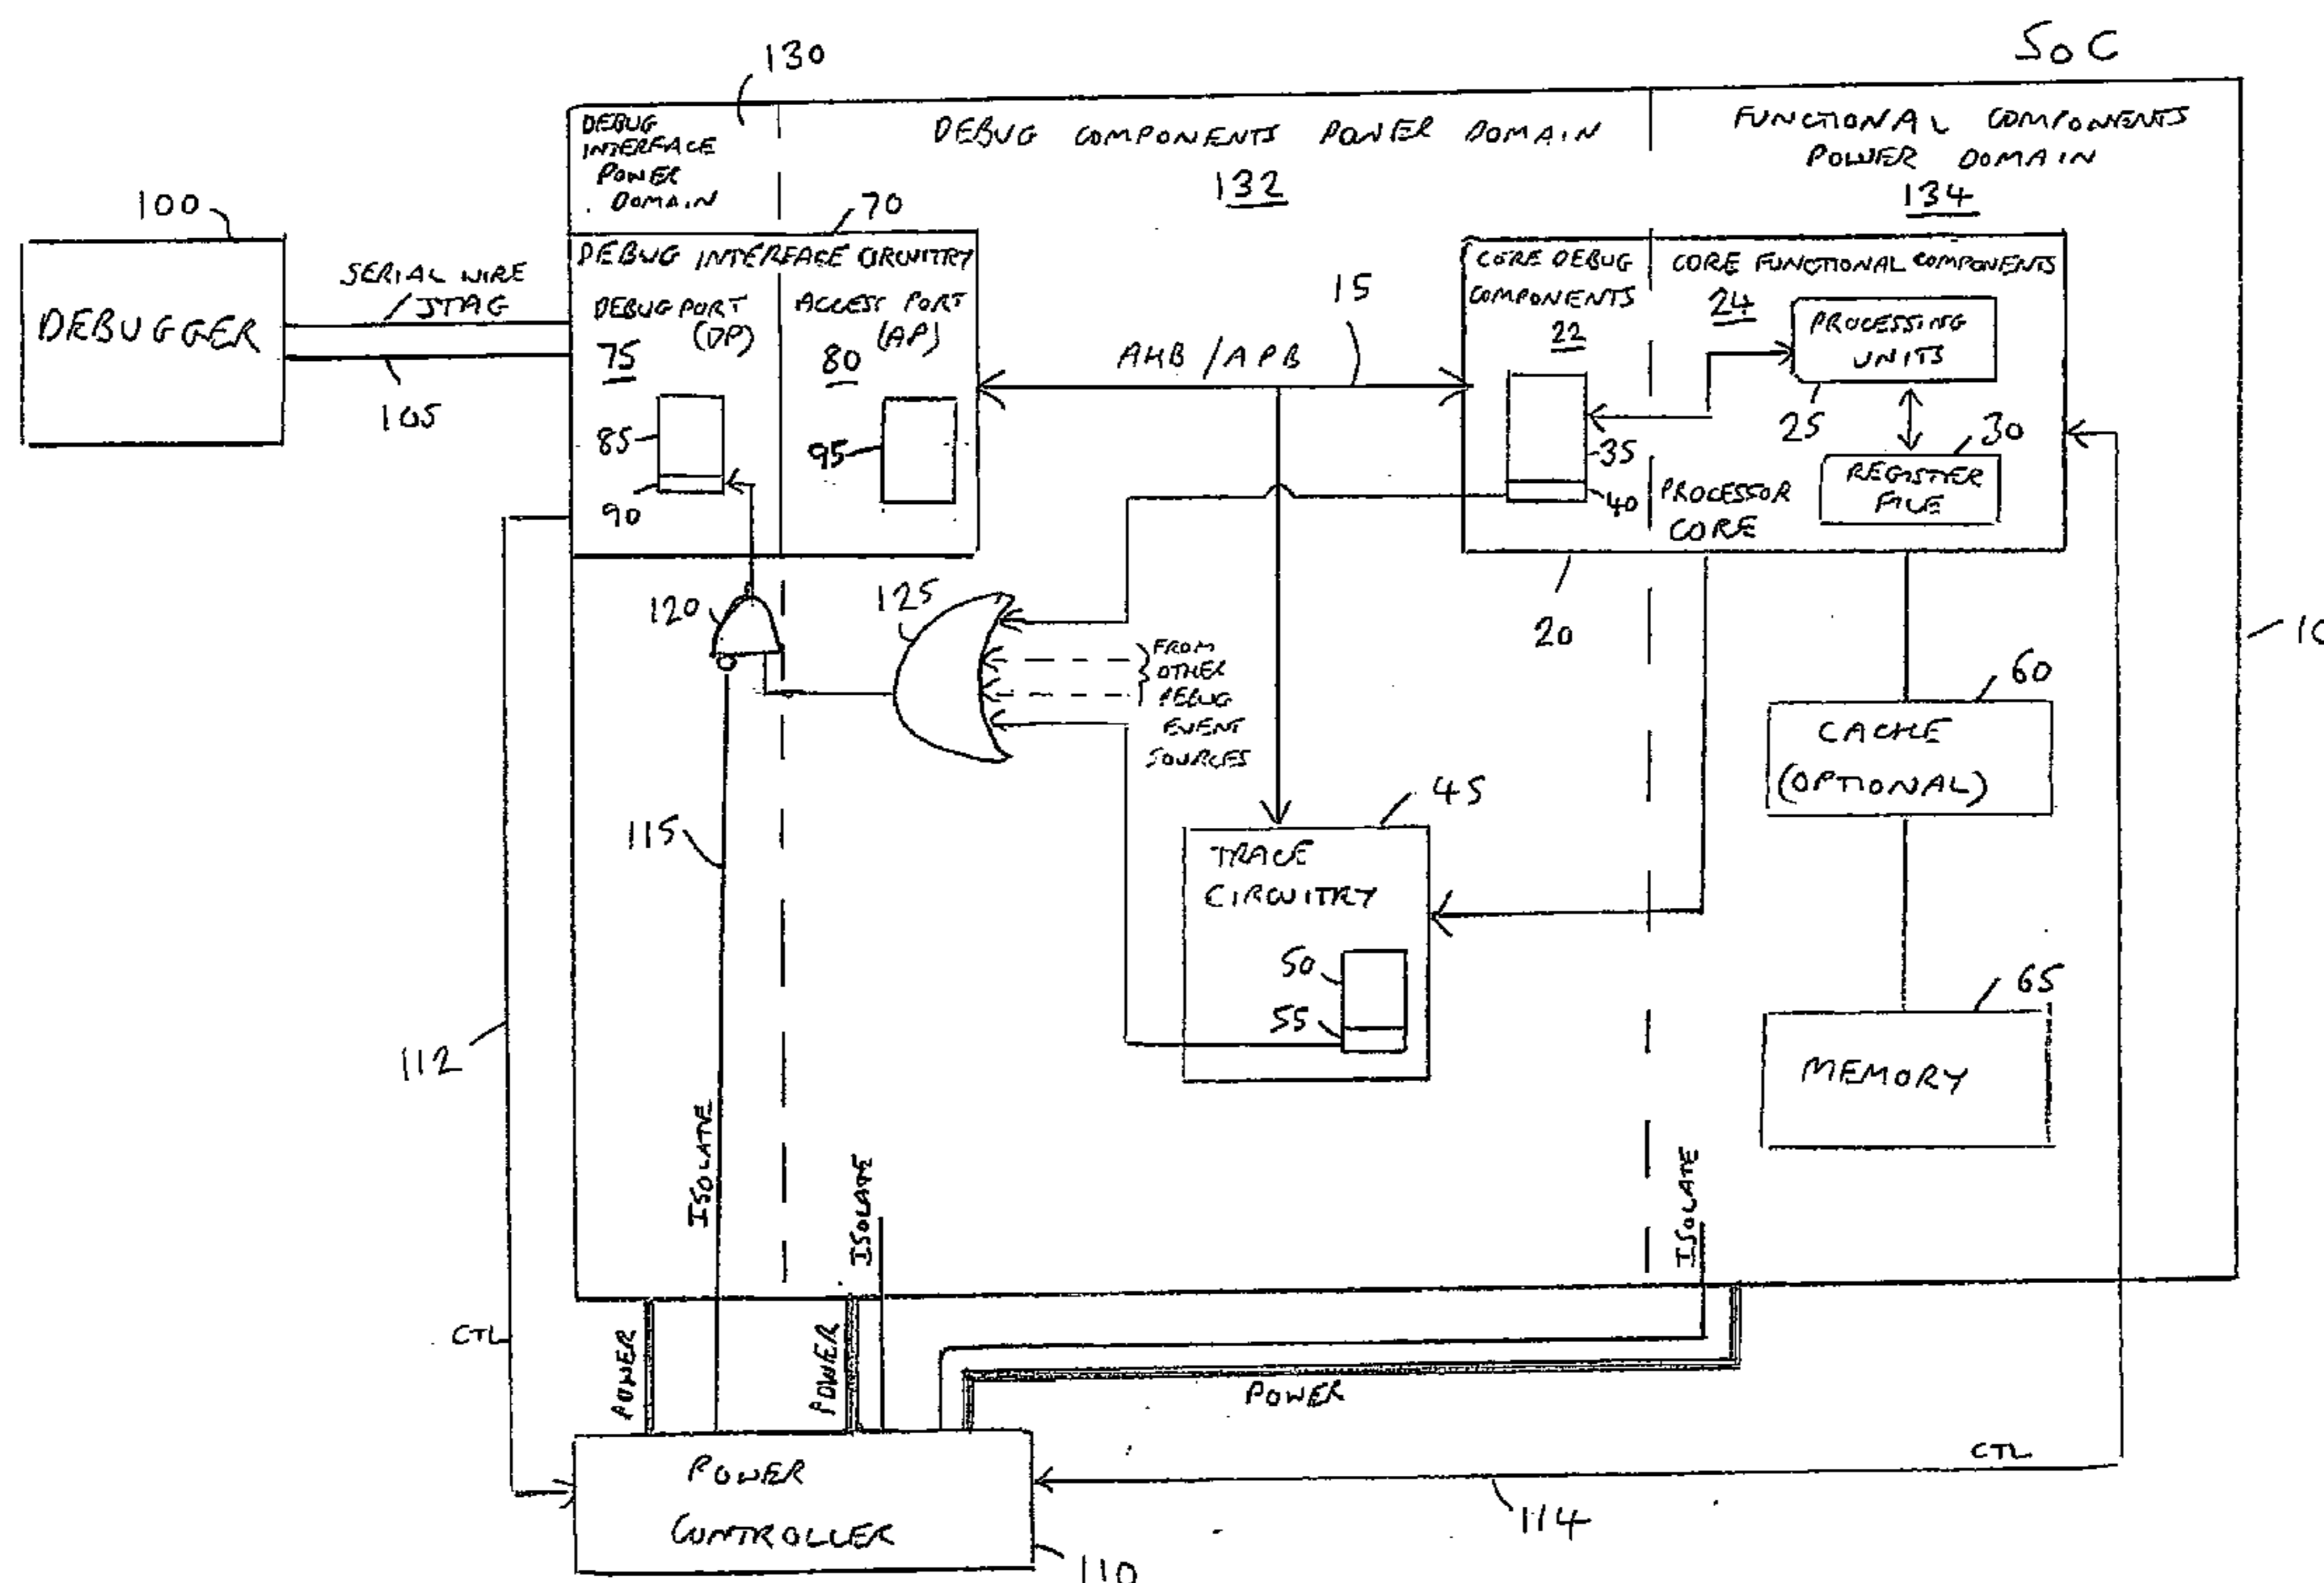 SoC
130
DEBUG
INTERFACE
POWER
DOMAIN
DEBUG COMPONENTS POWER DOMAIN
132
FUNCTIONAL COMPONENTS
POWER DOMAIN
134
100
DEBUGGER
SERIAL WIRE
JTAG
105
70
DEBUG INTERFACE CIRCUITRY
DEBUG PORT
(DP)
75
85
90
ACCESS PORT
(AP)
80
95
AHB/APB
15
CORE DEBUG
COMPONENTS
22
35
40
CORE FUNCTIONAL COMPONENTS
24
PROCESSING
UNITS
25
30
REGISTER
FILE
PROCESSOR
CORE
20
10
120
125
FROM
OTHER
DEBUG
EVENT
SOURCES
60
CACHE
(OPTIONAL)
115
45
TRACE
CIRCUITRY
50
55
65
MEMORY
112
ISOLATE
ISOLATE
ISOLATE
CTL
POWER
POWER
POWER
CTL
POWER
CONTROLLER
110
114